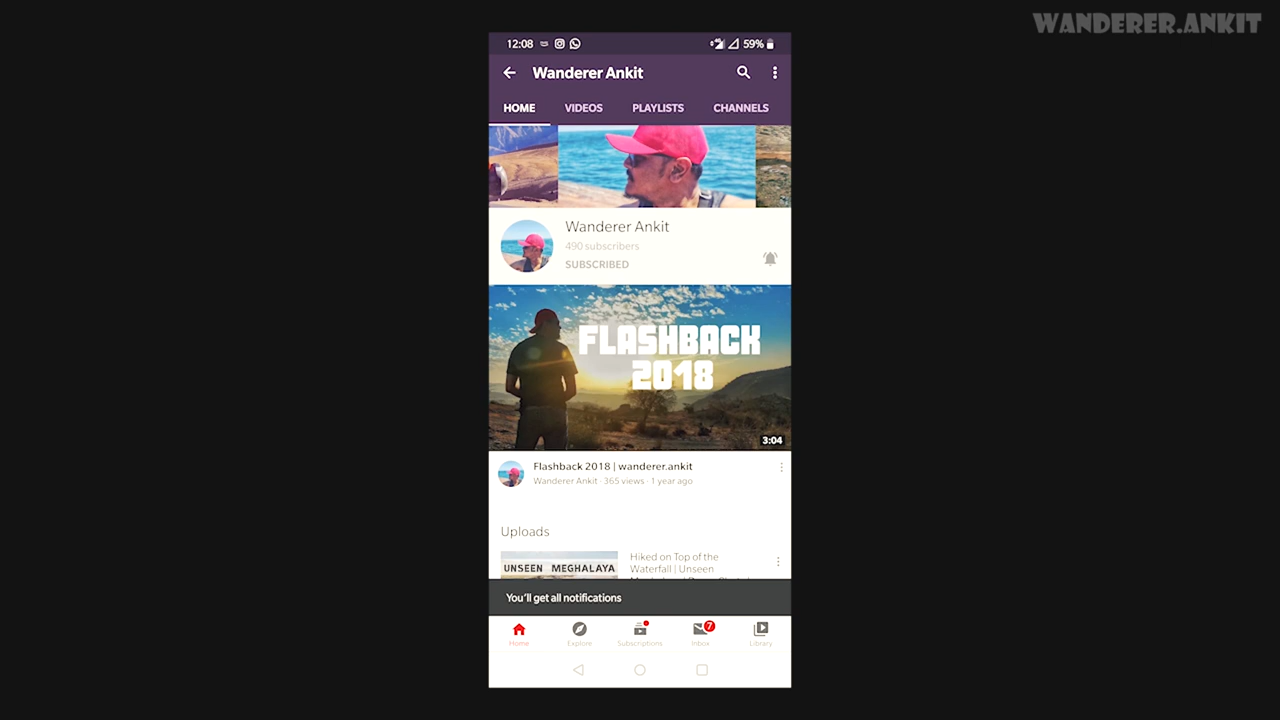 WANDERER.ANKIT
12:08
59%
Wanderer Ankit
HOME VIDEOS PLAYLISTS CHANNELS
Wanderer Ankit
490 subscribers
SUBSCRIBED
FLASHBACK
2018
3:04
Flashback 2018 | wanderer.ankit
Wanderer Ankit · 365 views · 1 year ago
Uploads
UNSEEN MEGHALAYA
Hiked on Top of the
Waterfall | Unseen
You'll get all notifications
7
Home Explore Subscriptions Inbox Library